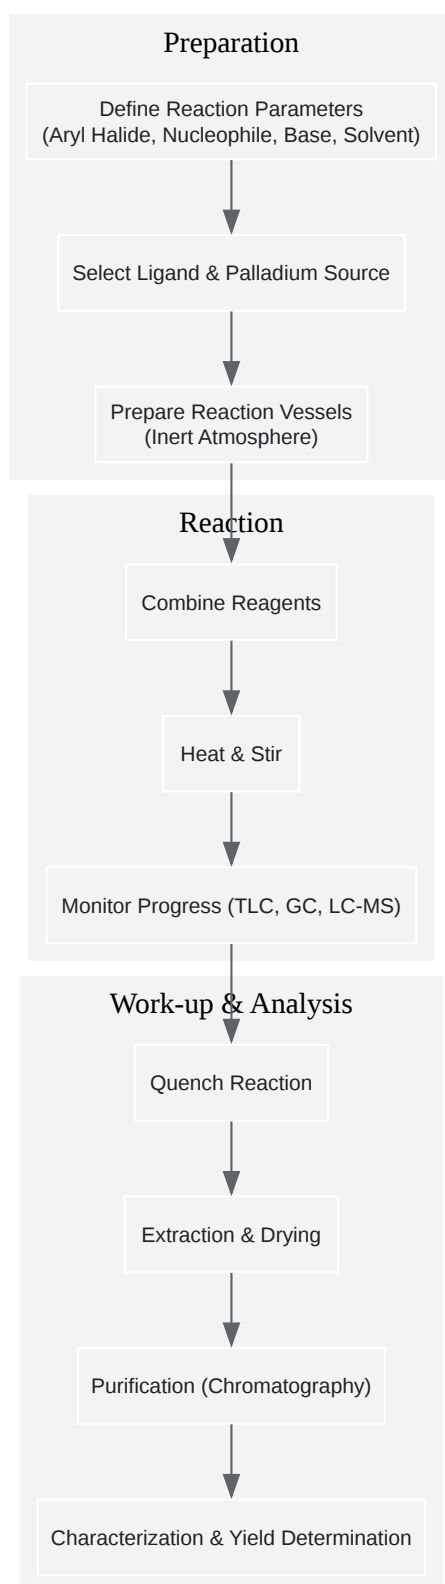 Preparation
Define Reaction Parameters
(Aryl Halide, Nucleophile, Base, Solvent)
Select Ligand & Palladium Source
Prepare Reaction Vessels
(Inert Atmosphere)
Reaction
Combine Reagents
Heat & Stir
Monitor Progress (TLC, GC, LC-MS)
Work-up & Analysis
Quench Reaction
Extraction & Drying
Purification (Chromatography)
Characterization & Yield Determination